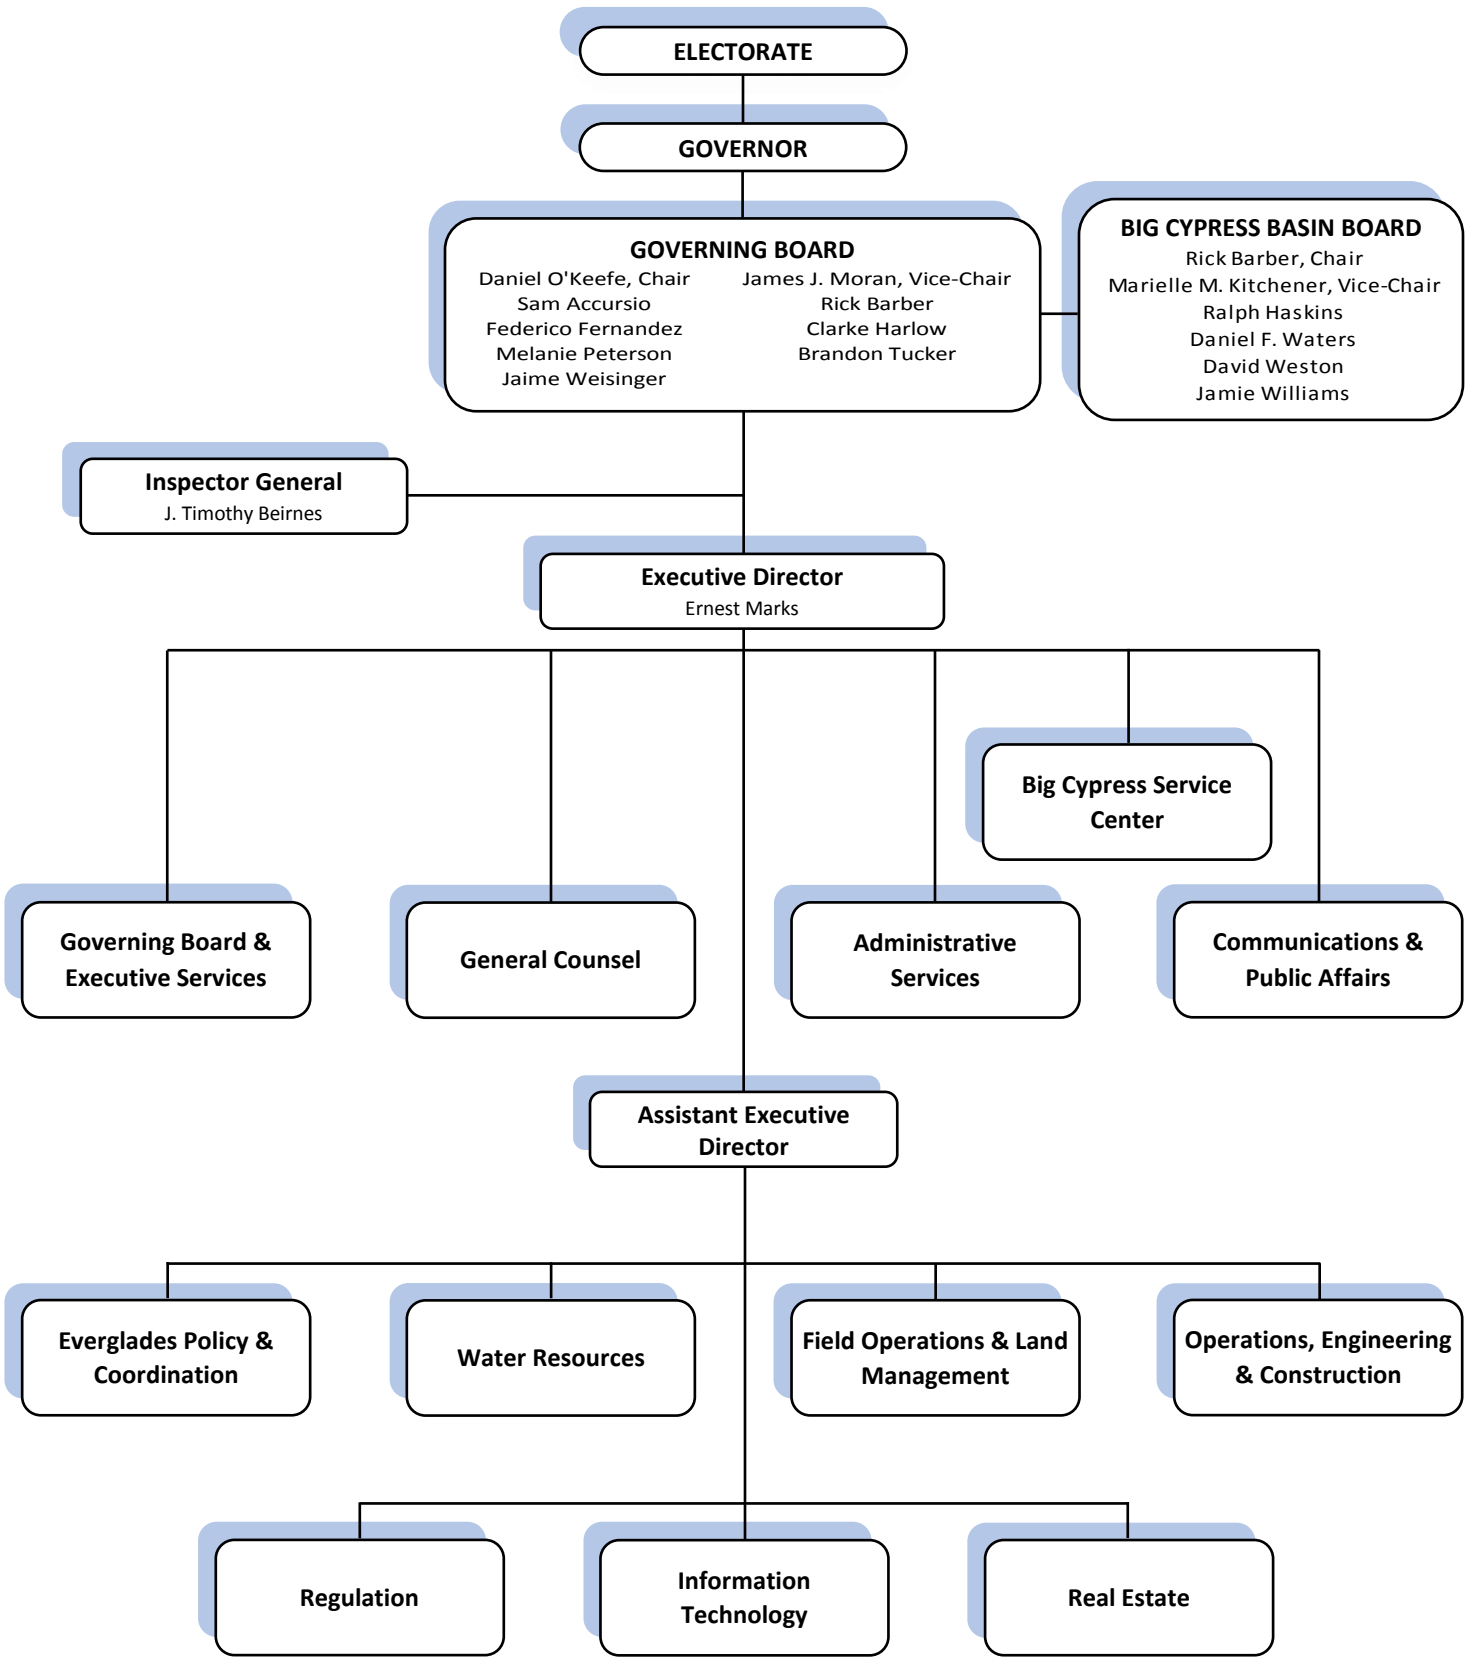 ELECTORATE
GOVERNOR
GOVERNING BOARD
Daniel O'Keefe, Chair
Sam Accursio
Federico Fernandez
Melanie Peterson
Jaime Weisinger
James J. Moran, Vice-Chair
Rick Barber
Clarke Harlow
Brandon Tucker
BIG CYPRESS BASIN BOARD
Rick Barber, Chair
Marielle M. Kitchener, Vice-Chair
Ralph Haskins
Daniel F. Waters
David Weston
Jamie Williams
Inspector General
J. Timothy Beirnes
Executive Director
Ernest Marks
Big Cypress Service
Center
Governing Board &
Executive Services
General Counsel
Administrative
Services
Communications &
Public Affairs
Assistant Executive
Director
Everglades Policy &
Coordination
Water Resources
Field Operations & Land
Management
Operations, Engineering
& Construction
Regulation
Information
Technology
Real Estate